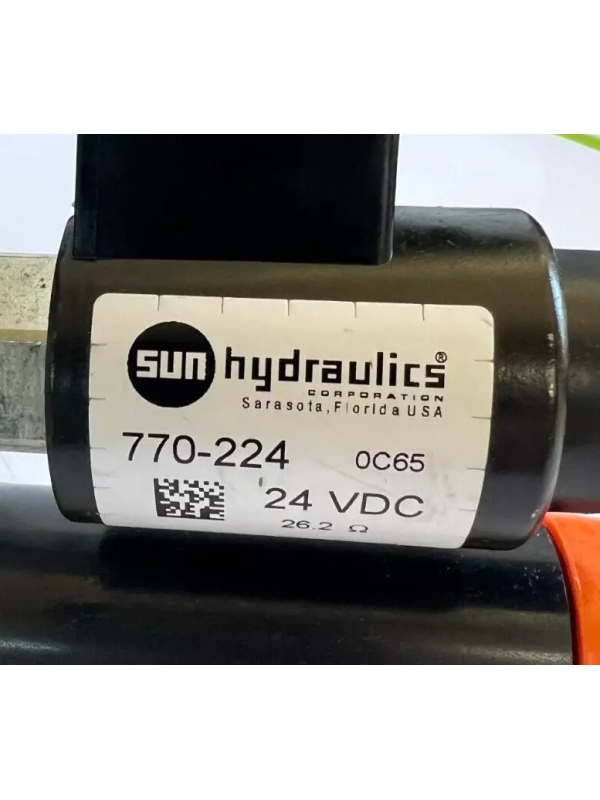 sun hydraulics®
CORPORATION
Sarasota, Florida USA
770-224 0C65
24 VDC
26.2 Ω